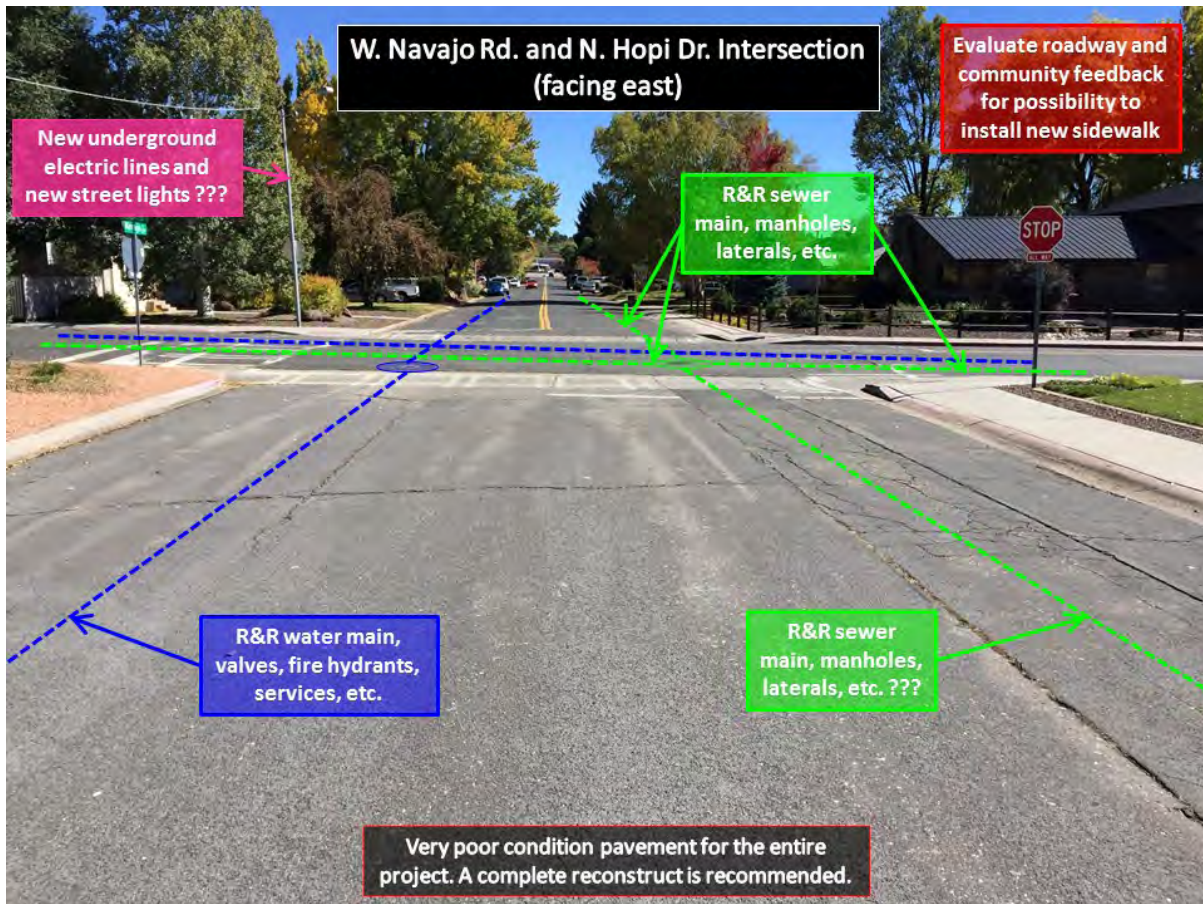 W. Navajo Rd. and N. Hopi Dr. Intersection
(facing east)
Evaluate roadway and
community feedback
for possibility to
install new sidewalk
New underground
electric lines and
new street lights ???
R&R sewer
main, manholes,
laterals, etc.
STOP
ALL WAY
R&R water main,
valves, fire hydrants,
services, etc.
R&R sewer
main, manholes,
laterals, etc. ???
Very poor condition pavement for the entire
project. A complete reconstruct is recommended.